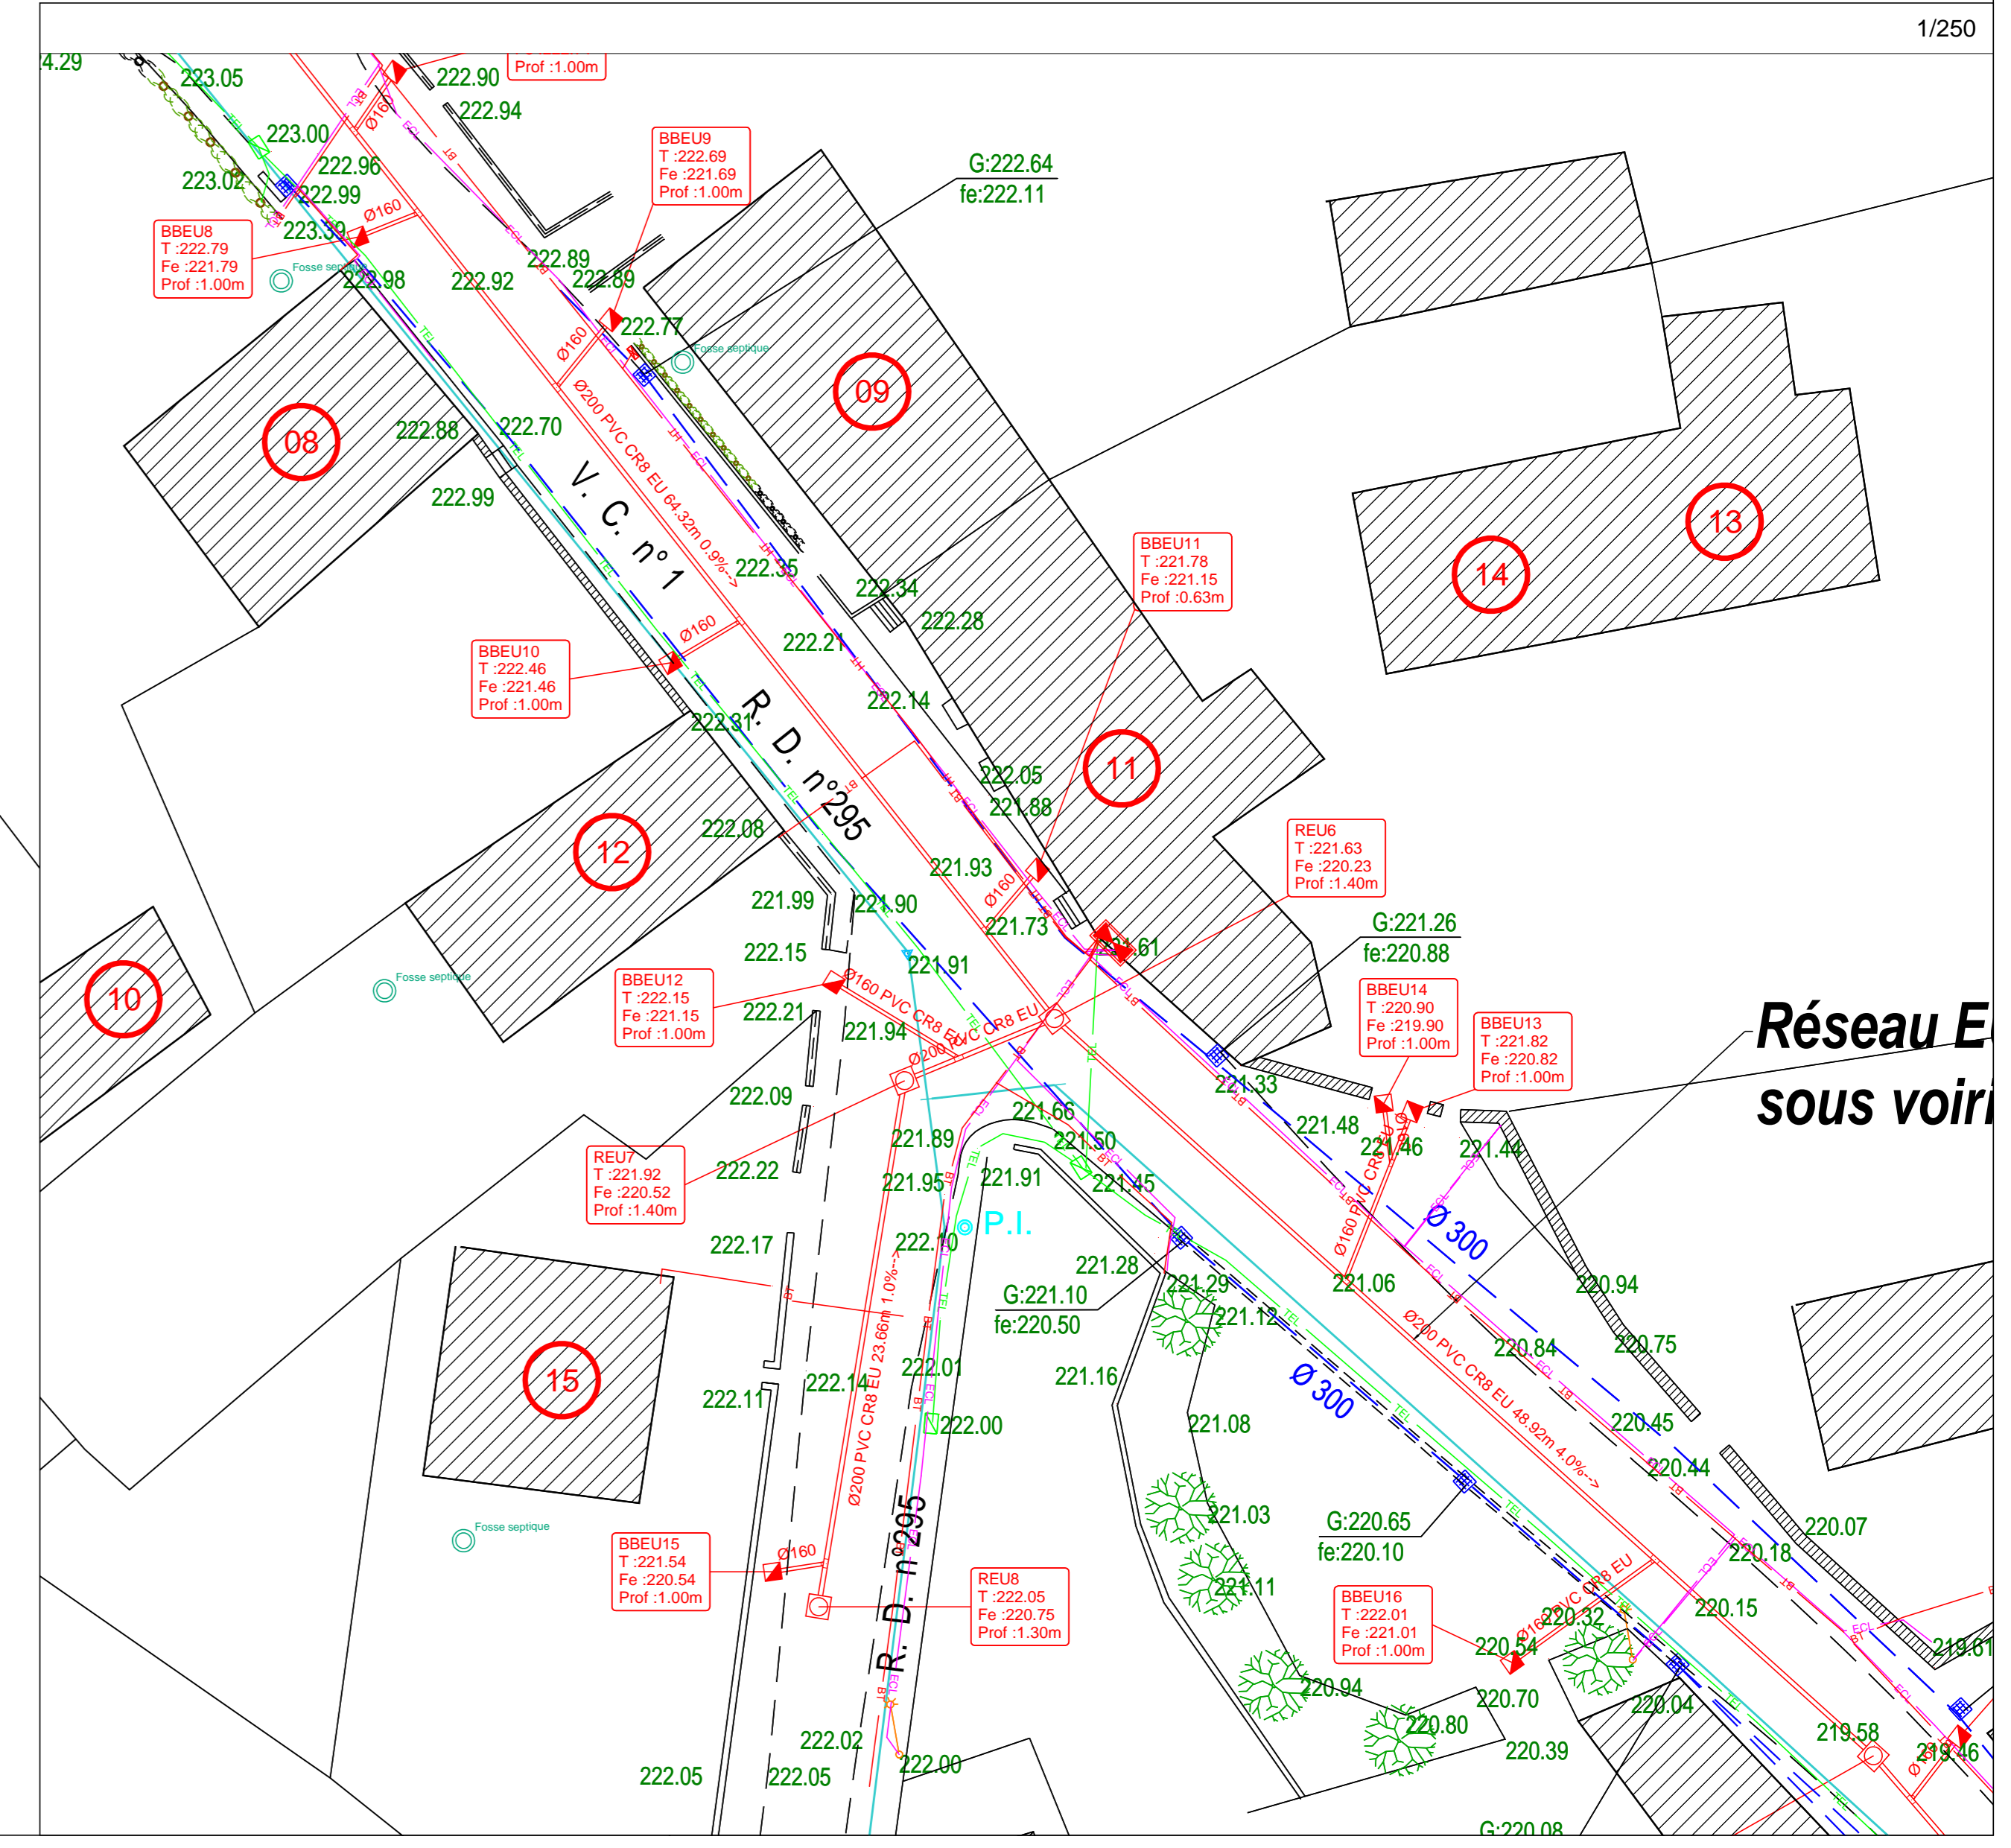 1/250
4.29
223.05
222.90
Prof :1.00m
222.94
Ø160
223.00
222.96
223.02
222.99
223.39
Ø160
BBEU8
T :222.79
Fe :221.79
Prof :1.00m
Fosse septique
222.98
222.92
BBEU9
T :222.69
Fe :221.69
Prof :1.00m
G:222.64
fe:222.11
222.89
222.89
222.77
Fosse septique
Ø160
09
08
222.88
222.70
222.99
Ø200 PVC CR8 EU 64.32m 0.9%-->
V. C. n° 1
13
14
BBEU11
T :221.78
Fe :221.15
Prof :0.63m
222.35
222.34
222.28
222.21
Ø160
BBEU10
T :222.46
Fe :221.46
Prof :1.00m
222.14
222.31
R. D. n°295
11
222.05
221.88
222.08
12
221.93
REU6
T :221.63
Fe :220.23
Prof :1.40m
Ø160
221.99
221.90
221.73
G:221.26
fe:220.88
222.15
221.91
10
Fosse septique
BBEU12
T :222.15
Fe :221.15
Prof :1.00m
Ø160 PVC CR8 EU
222.21
221.94
Ø200 PVC CR8 EU
BBEU14
T :220.90
Fe :219.90
Prof :1.00m
BBEU13
T :221.82
Fe :220.82
Prof :1.00m
Réseau E
sous voiri
222.09
221.33
221.66
221.48
221.89
221.50
221.46
221.44
REU7
T :221.92
Fe :220.52
Prof :1.40m
222.22
221.95
221.91
221.45
Ø160 PVC CR8 EU
P.I.
Ø 300
222.17
222.10
221.28
221.29
221.06
220.94
G:221.10
fe:220.50
221.12
220.84
220.75
Ø200 PVC CR8 EU 23.66m 1.0%-->
Ø200 PVC CR8 EU 48.92m 4.0%-->
15
222.01
222.14
222.11
221.16
Ø 300
222.00
221.08
220.45
220.44
R. D. n°295
221.03
G:220.65
fe:220.10
220.07
Fosse septique
220.18
BBEU15
T :221.54
Fe :220.54
Prof :1.00m
Ø160
REU8
T :222.05
Fe :220.75
Prof :1.30m
221.11
BBEU16
T :222.01
Fe :221.01
Prof :1.00m
Ø160 PVC CR8 EU
220.32
220.15
220.54
219.61
220.94
220.70
220.04
220.80
219.58
222.02
220.39
219.46
222.05
222.05
222.00
Ø160
G:220.08
TEL
ECL
BT
HT